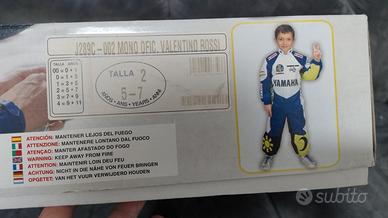 J289C-002 MONO OFIC. VALENTINO ROSSI
TALLA
00 = 0 ÷ 1
0 = 1 ÷ 3
1 = 3 ÷ 5
2 = 5 ÷ 7
3 = 7 ÷ 9
4 = 9 ÷ 11
TALLA 2
5-7
AÑOS • ANS • YEARS
YAMAHA
ATENCIÓN: MANTENER LEJOS DEL FUEGO
ATTENZIONE: MANTENERE LONTANO DAL FUOCO
ATENÇAO: MANTER AFASTADO DO FOGO
WARNING: KEEP AWAY FROM FIRE
ATTENTION: MAINTENIR LOIN DEU FEU
ACHTUNG: NICHT IN DIE NÄHE VON FEUER BRINGEN
OPGETET: VAN HET VUUR VERWIJDERD HOUDEN
subito